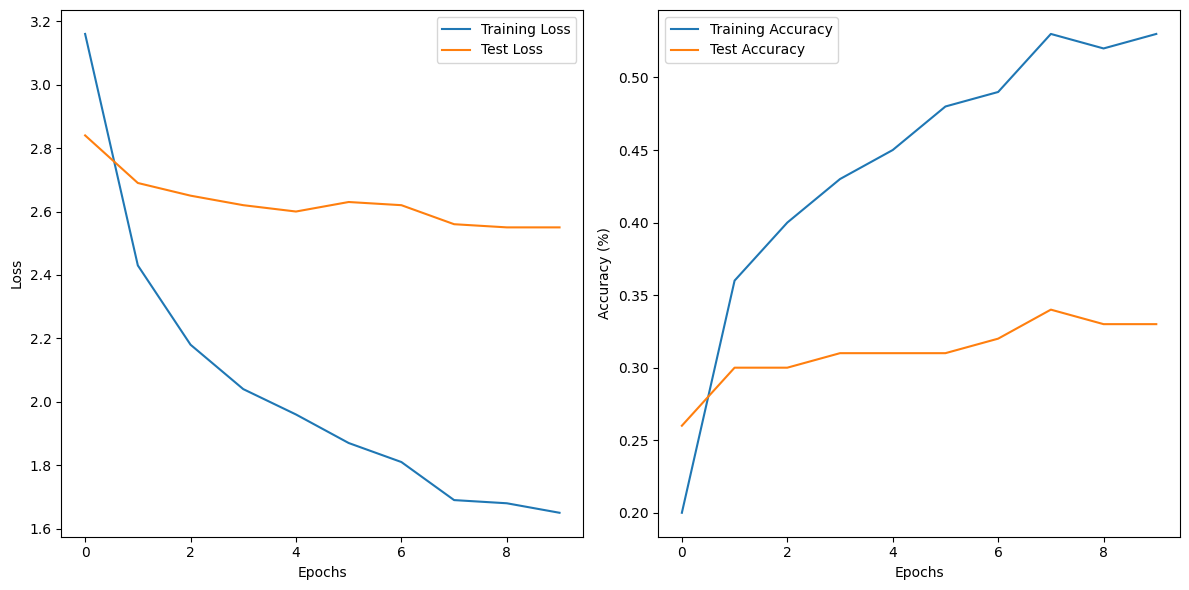 Training Loss
Test Loss
3.2
3.0
2.8
2.6
2.4
2.2
2.0
1.8
1.6
Loss
0 2 4 6 8
Epochs
Training Accuracy
Test Accuracy
0.50
0.45
0.40
0.35
0.30
0.25
0.20
Accuracy (%)
0 2 4 6 8
Epochs